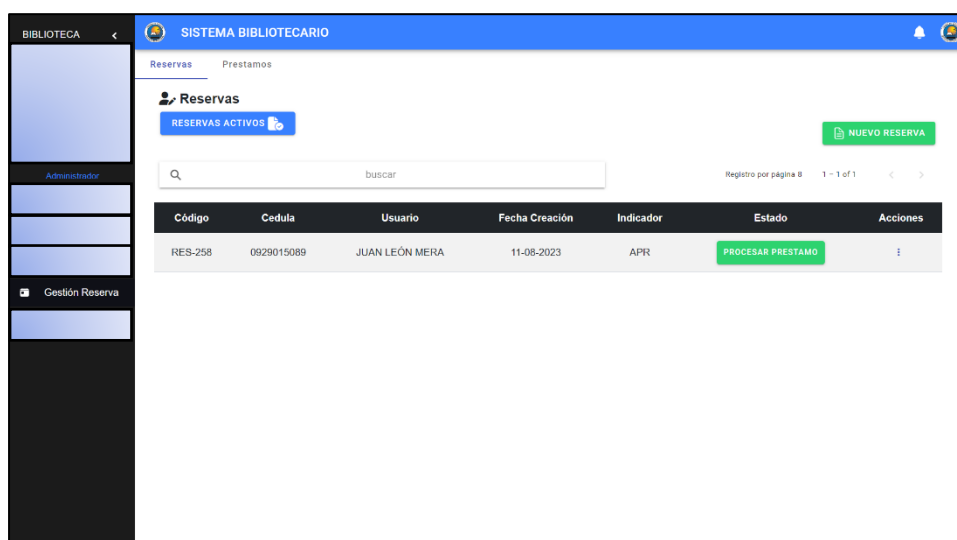 BIBLIOTECA
SISTEMA BIBLIOTECARIO
Reservas Prestamos
Reservas
RESERVAS ACTIVOS
NUEVO RESERVA
buscar
Registro por página 8 1 – 1 of 1
Administrador
Gestión Reserva
Código Cedula Usuario Fecha Creación Indicador Estado Acciones
RES-258 0929015089 JUAN LEÓN MERA 11-08-2023 APR PROCESAR PRESTAMO